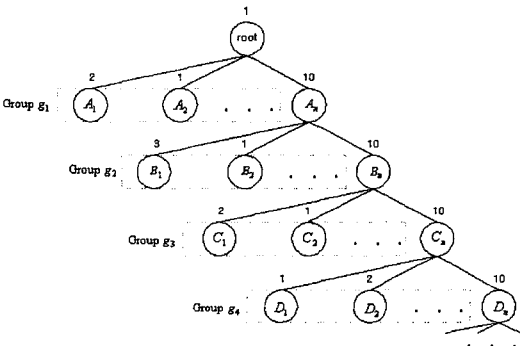 1
root
2 1 10
Group g₁ A₁ A₂ . . . Aₙ
3 1 10
Group g₂ B₁ B₂ . . . Bₙ
2 1 10
Group g₃ C₁ C₂ . . . Cₙ
1 2 10
Group g₄ D₁ D₂ . . . Dₙ